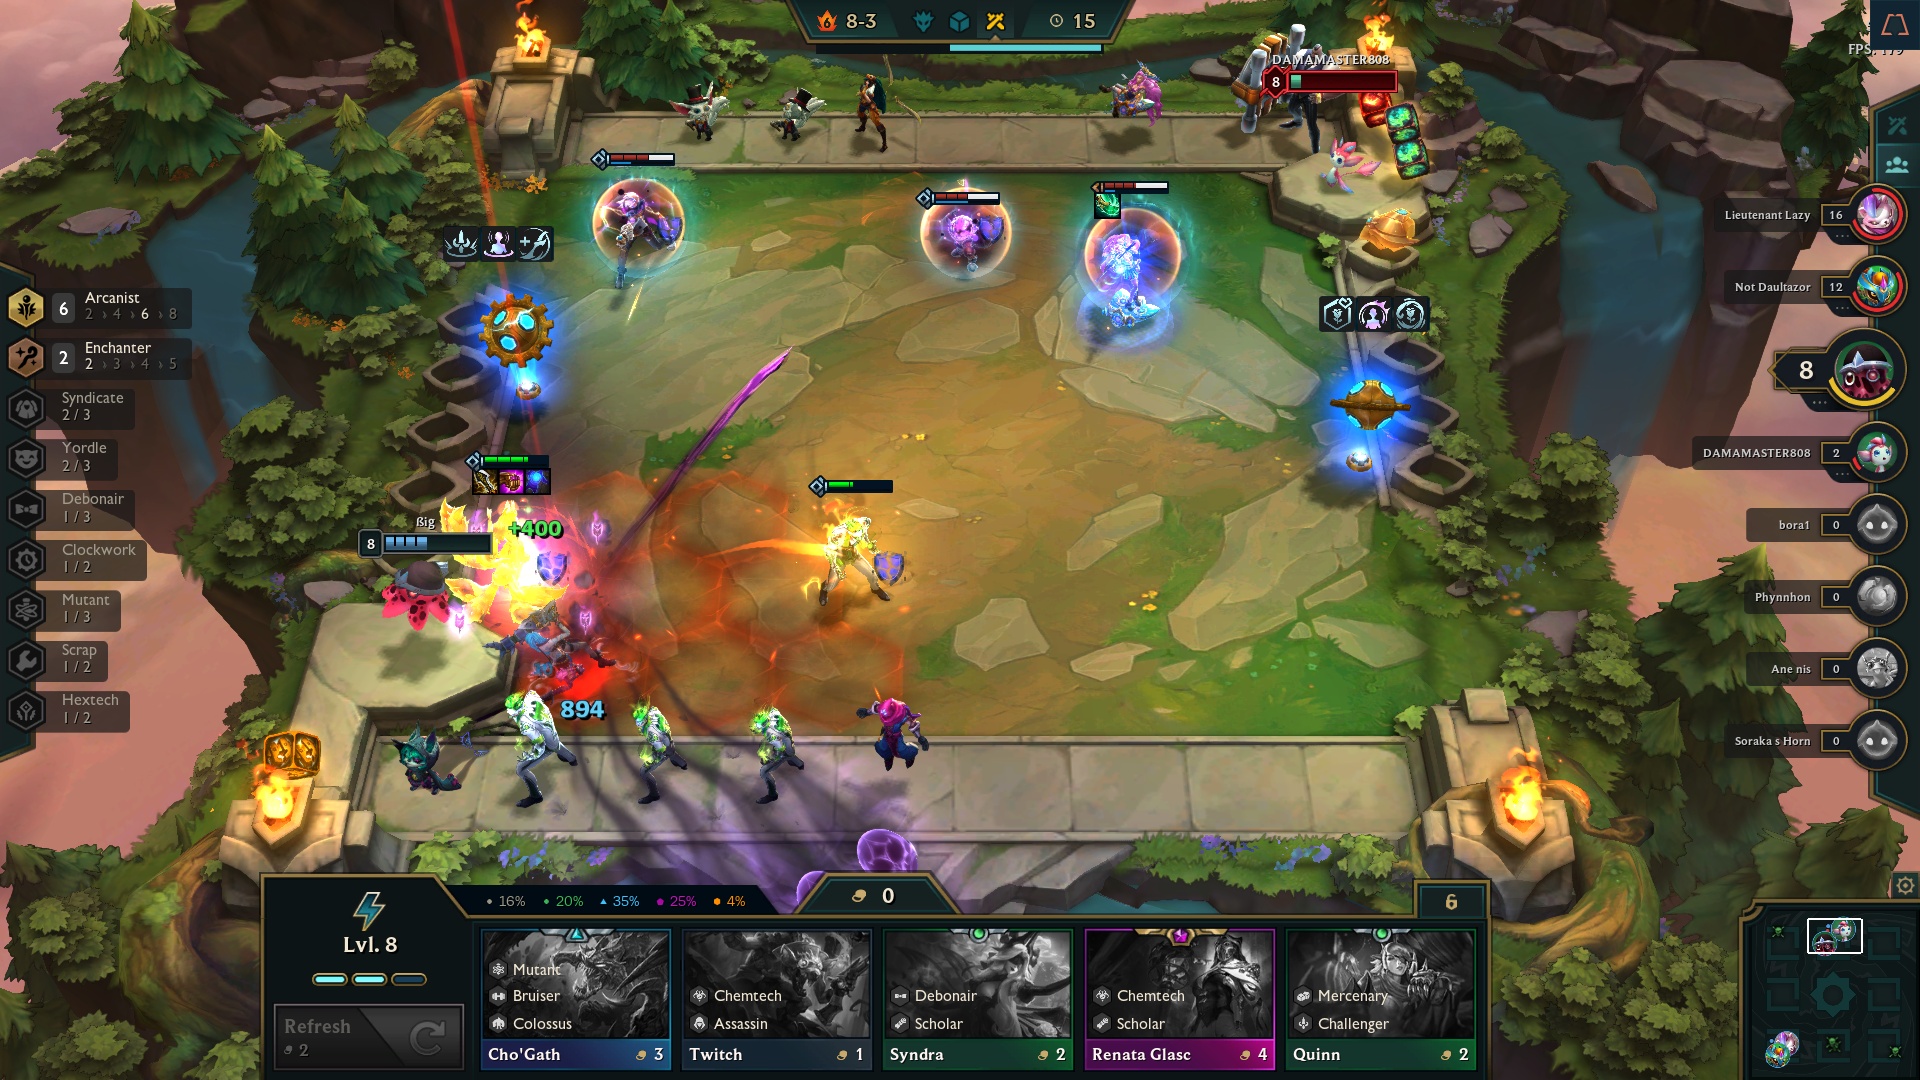 8-3
15
FPS: 179
DAMAMASTER808
8
Lieutenant Lazy 16
Not Daultazor 12
8
DAMAMASTER808 2
bora1 0
Phynnhon 0
Ane nis 0
Soraka s Horn 0
6 Arcanist
2 › 4 › 6 › 8
2 Enchanter
2 › 3 › 4 › 5
Syndicate
2 / 3
Yordle
2 / 3
Debonair
1 / 3
Clockwork
1 / 2
Mutant
1 / 3
Scrap
1 / 2
Hextech
1 / 2
ßig
8
+400
894
16% 20% 35% 25% 4%
0
6
Lvl. 8
Refresh
2
Mutant
Bruiser
Colossus
Cho'Gath 3
Chemtech
Assassin
Twitch 1
Debonair
Scholar
Syndra 2
Chemtech
Scholar
Renata Glasc 4
Mercenary
Challenger
Quinn 2